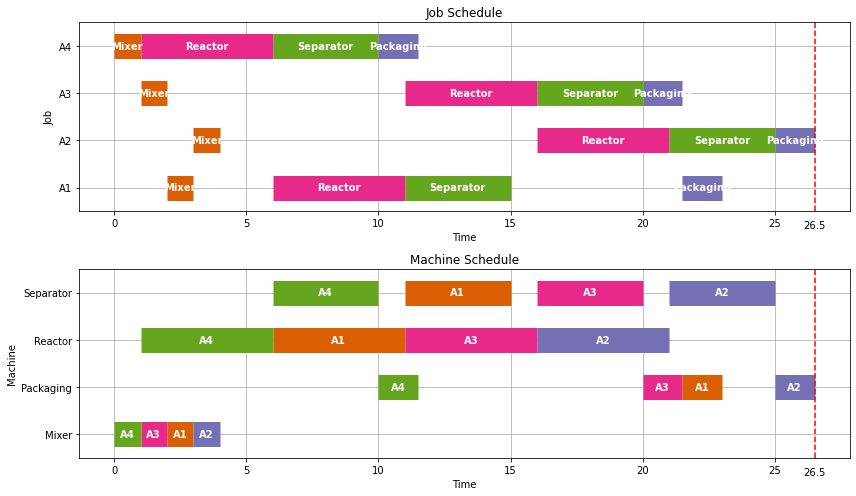 Job Schedule
A4 Mixer Reactor Separator Packaging
A3 Mixer Reactor Separator Packaging
A2 Mixer Reactor Separator Packaging
A1 Mixer Reactor Separator Packaging
Job
0 5 10 15 20 25 26.5
Time
Machine Schedule
Separator A4 A1 A3 A2
Reactor A4 A1 A3 A2
Packaging A4 A3 A1 A2
Mixer A4 A3 A1 A2
Machine
0 5 10 15 20 25 26.5
Time